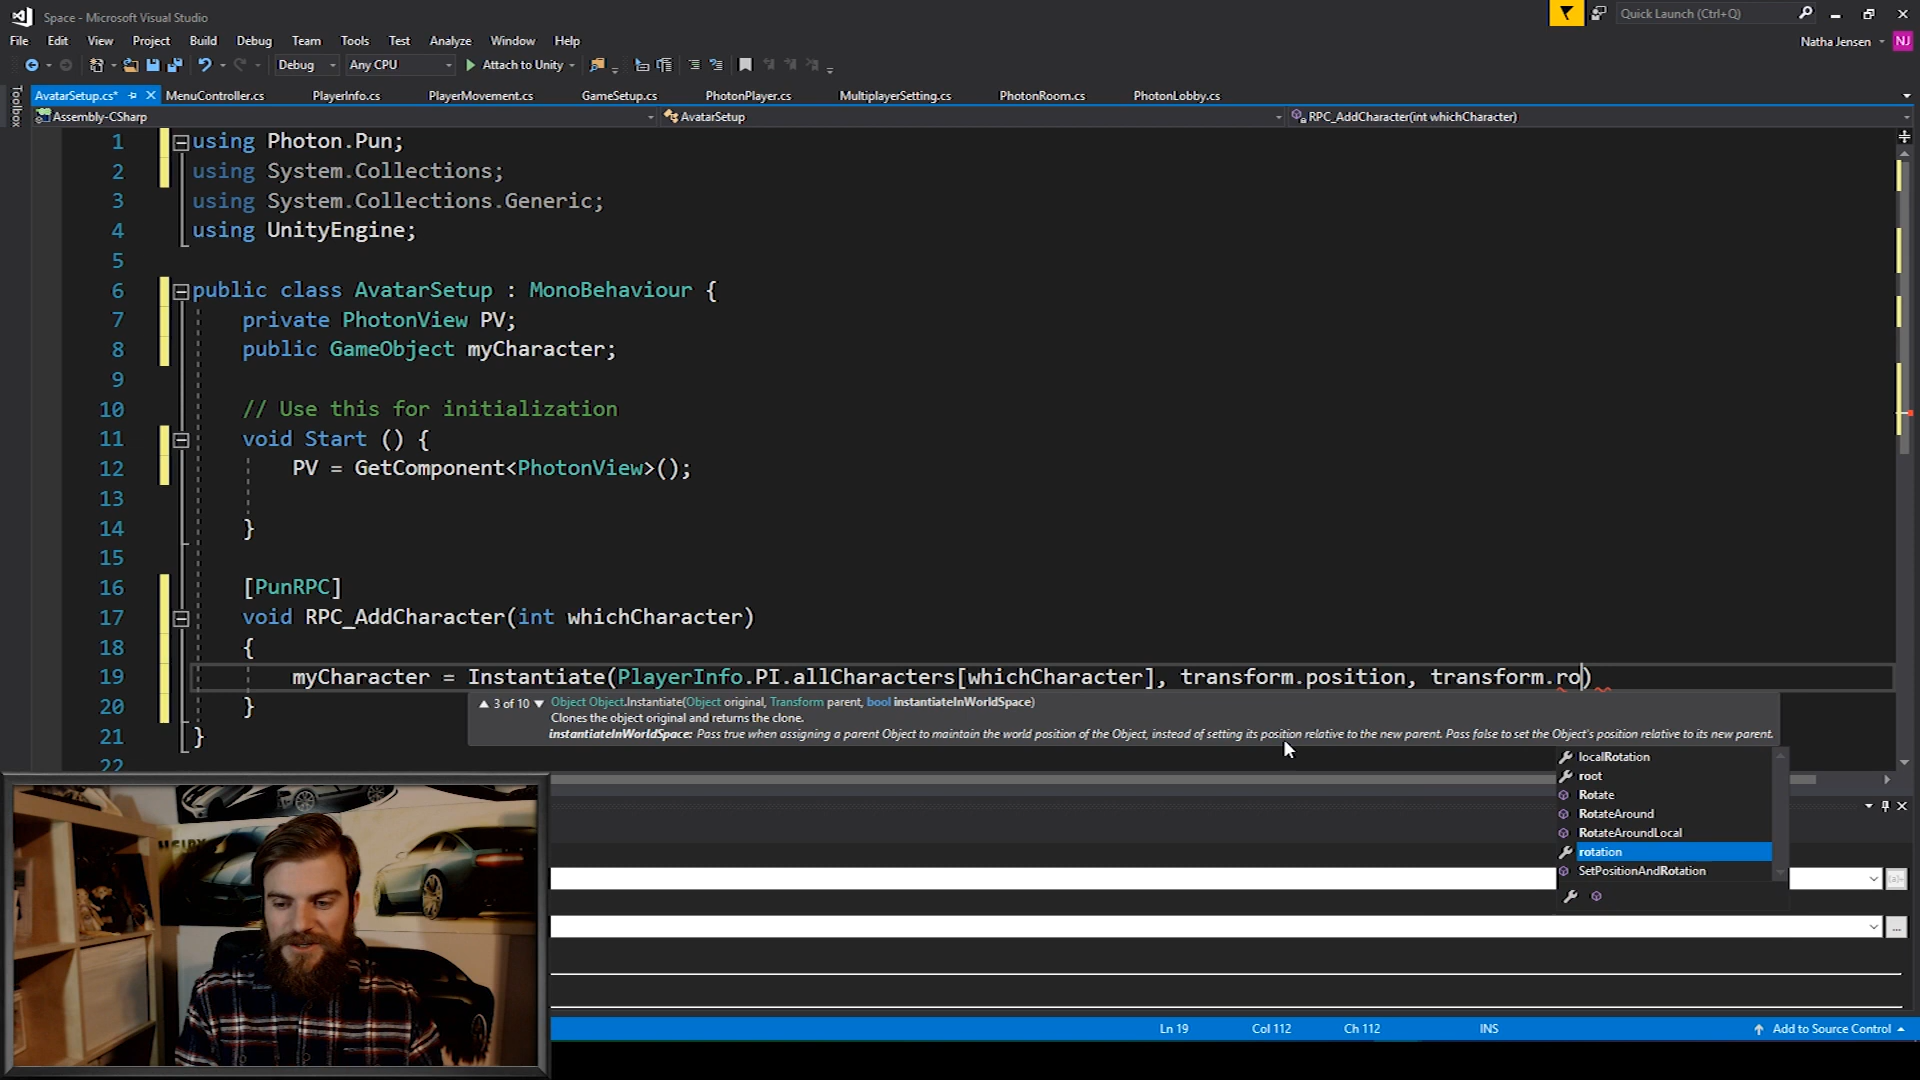 Space - Microsoft Visual Studio
Quick Launch (Ctrl+Q)
File Edit View Project Build Debug Team Tools Test Analyze Window Help
Natha Jensen NJ
Debug Any CPU Attach to Unity
Toolbox
AvatarSetup.cs* MenuController.cs PlayerInfo.cs PlayerMovement.cs GameSetup.cs PhotonPlayer.cs MultiplayerSetting.cs PhotonRoom.cs PhotonLobby.cs
Assembly-CSharp AvatarSetup RPC_AddCharacter(int whichCharacter)
1 using Photon.Pun;
2 using System.Collections;
3 using System.Collections.Generic;
4 using UnityEngine;
5
6 public class AvatarSetup : MonoBehaviour {
7 private PhotonView PV;
8 public GameObject myCharacter;
9
10 // Use this for initialization
11 void Start () {
12 PV = GetComponent<PhotonView>();
13
14 }
15
16 [PunRPC]
17 void RPC_AddCharacter(int whichCharacter)
18 {
19 myCharacter = Instantiate(PlayerInfo.PI.allCharacters[whichCharacter], transform.position, transform.ro)
20 }
21 }
22
3 of 10 Object Object.Instantiate(Object original, Transform parent, bool instantiateInWorldSpace)
Clones the object original and returns the clone.
instantiateInWorldSpace: Pass true when assigning a parent Object to maintain the world position of the Object, instead of setting its position relative to the new parent. Pass false to set the Object's position relative to its new parent.
localRotation
root
Rotate
RotateAround
RotateAroundLocal
rotation
SetPositionAndRotation
Ln 19 Col 112 Ch 112 INS Add to Source Control